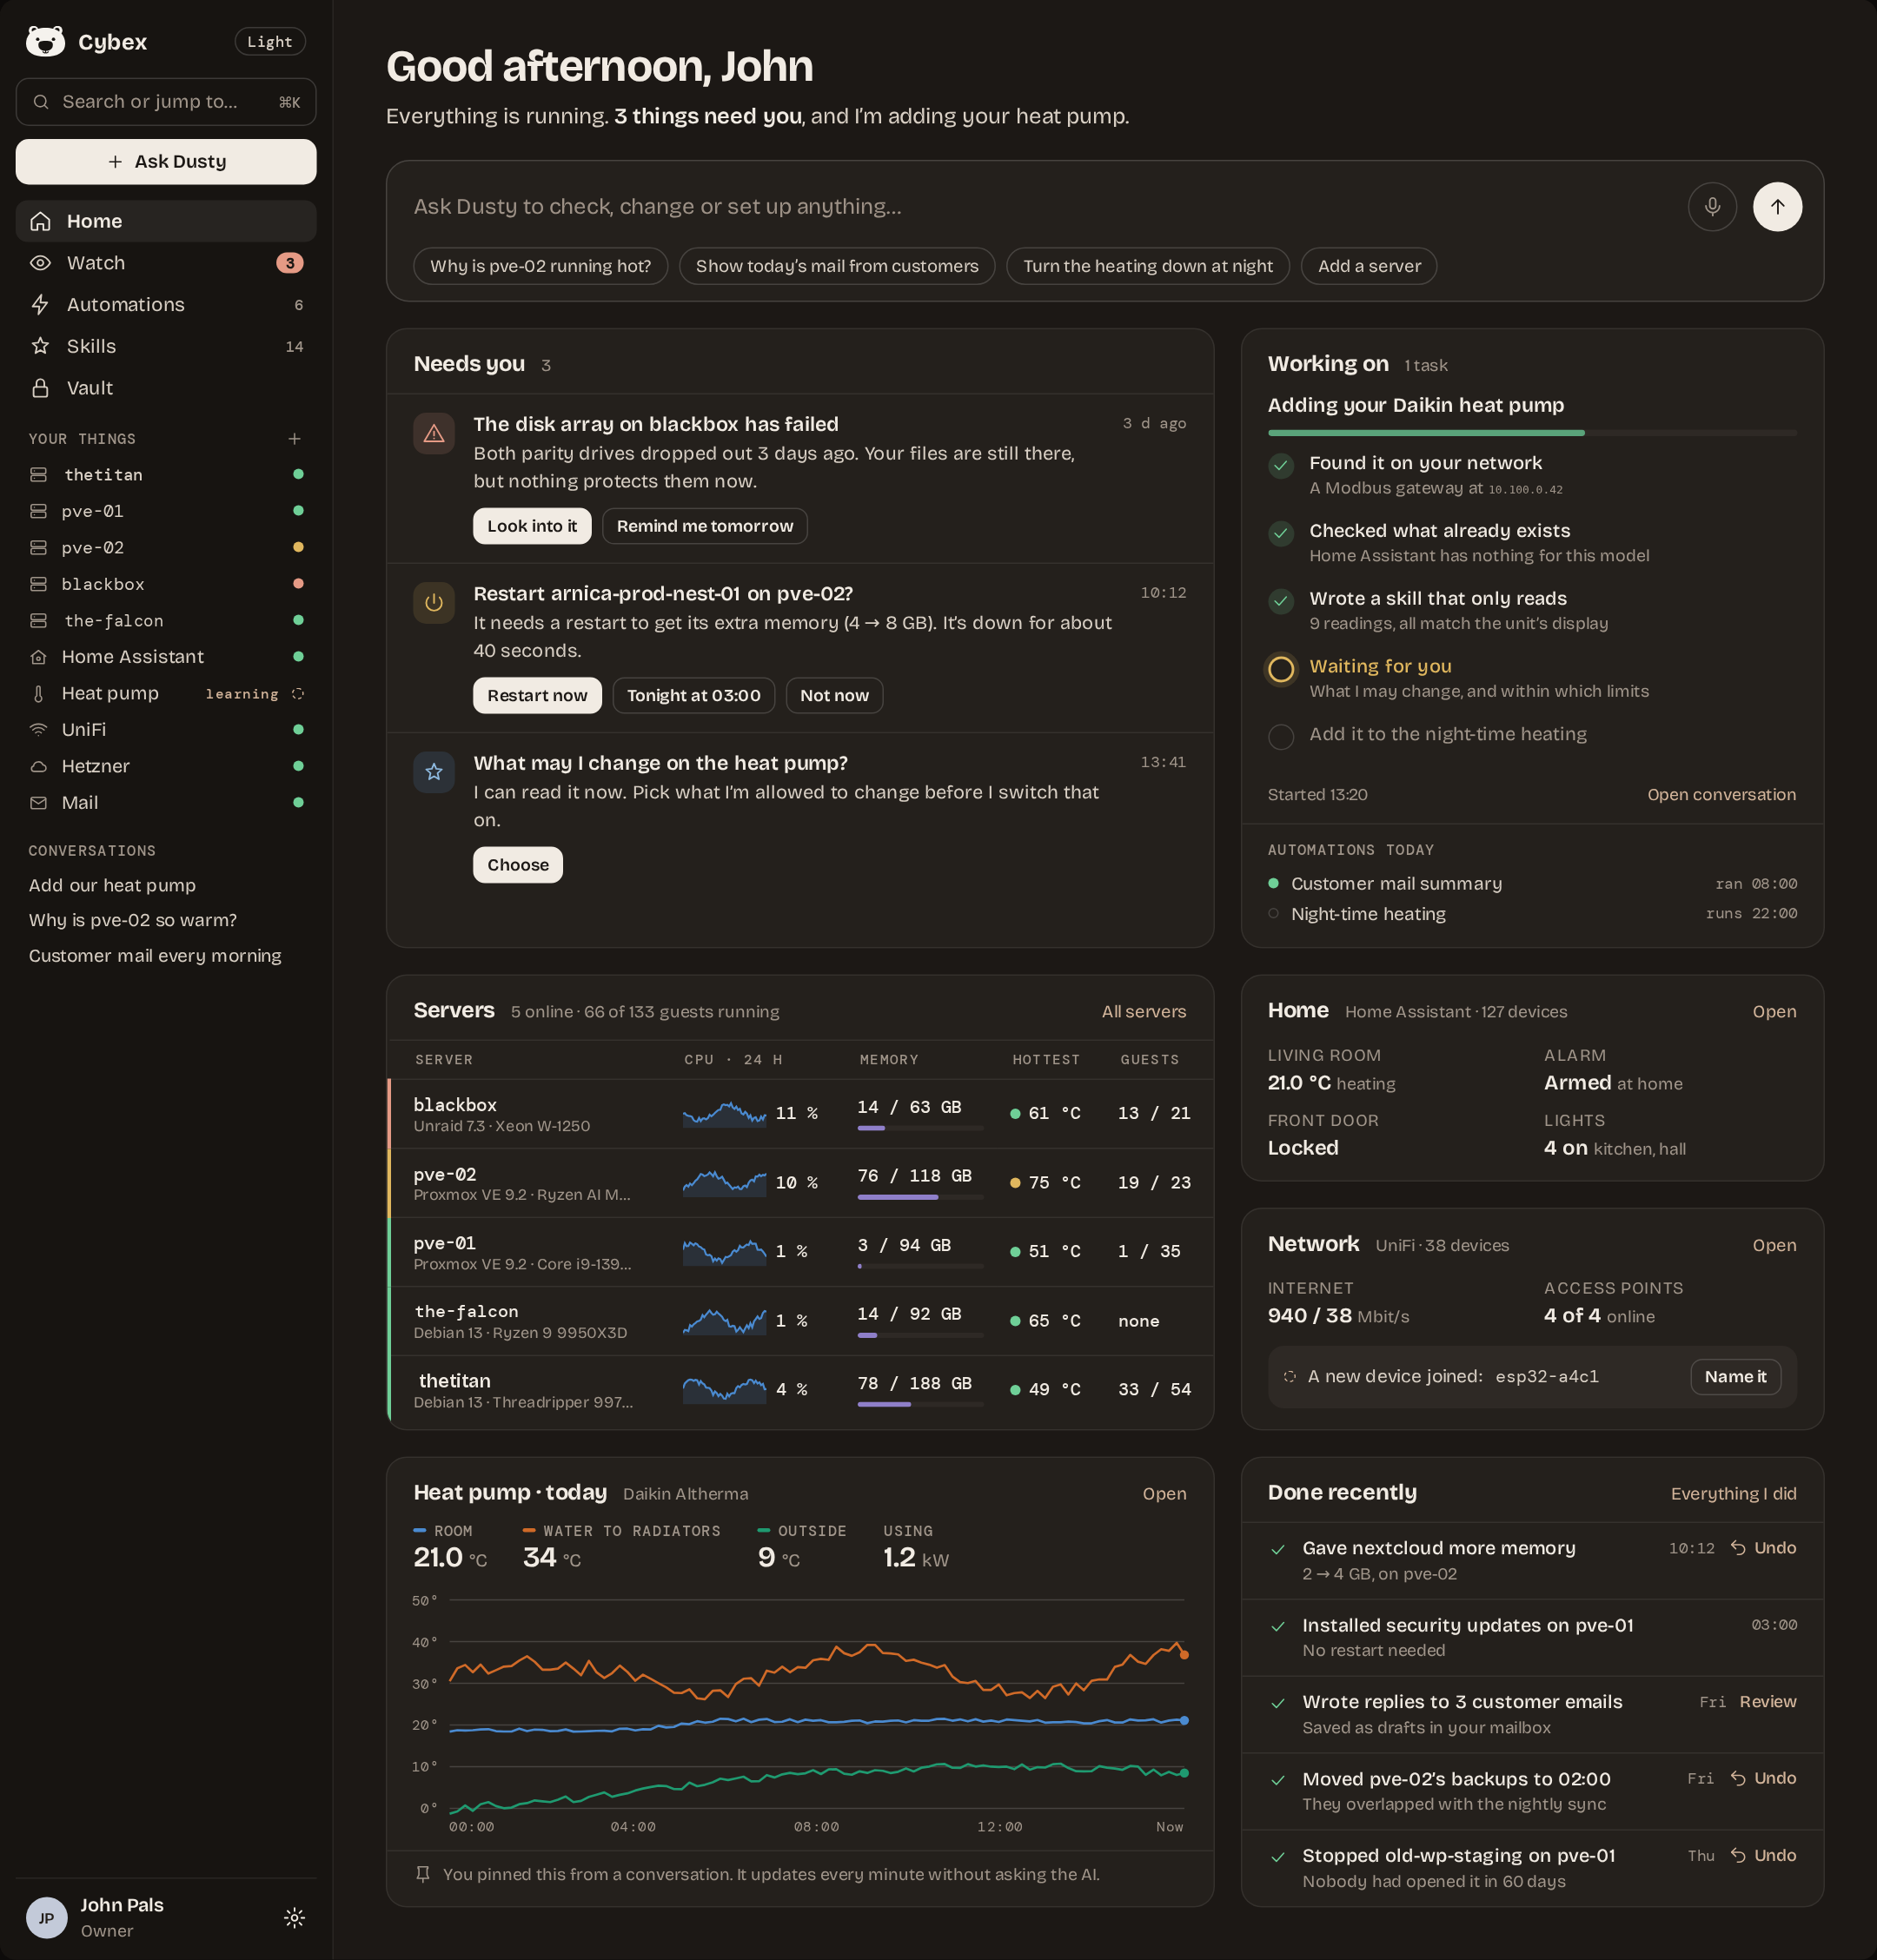 Cybex
Light
Search or jump to...
⌘K
+ Ask Dusty
Home
Watch
3
Automations
6
Skills
14
Vault
YOUR THINGS
+
thetitan
pve-01
pve-02
blackbox
the-falcon
Home Assistant
Heat pump
learning
UniFi
Hetzner
Mail
CONVERSATIONS
Add our heat pump
Why is pve-02 so warm?
Customer mail every morning
JP
John Pals
Owner
Good afternoon, John
Everything is running. 3 things need you, and I'm adding your heat pump.
Ask Dusty to check, change or set up anything...
Why is pve-02 running hot?
Show today's mail from customers
Turn the heating down at night
Add a server
Needs you 3
The disk array on blackbox has failed
3 d ago
Both parity drives dropped out 3 days ago. Your files are still there,
but nothing protects them now.
Look into it
Remind me tomorrow
Restart arnica-prod-nest-01 on pve-02?
10:12
It needs a restart to get its extra memory (4 → 8 GB). It's down for about
40 seconds.
Restart now
Tonight at 03:00
Not now
What may I change on the heat pump?
13:41
I can read it now. Pick what I'm allowed to change before I switch that
on.
Choose
Working on 1 task
Adding your Daikin heat pump
Found it on your network
A Modbus gateway at 10.100.0.42
Checked what already exists
Home Assistant has nothing for this model
Wrote a skill that only reads
9 readings, all match the unit's display
Waiting for you
What I may change, and within which limits
Add it to the night-time heating
Started 13:20
Open conversation
AUTOMATIONS TODAY
Customer mail summary
ran 08:00
Night-time heating
runs 22:00
Servers 5 online · 66 of 133 guests running
All servers
SERVER CPU · 24 H MEMORY HOTTEST GUESTS
blackbox
Unraid 7.3 · Xeon W-1250
11 %
14 / 63 GB
61 °C
13 / 21
pve-02
Proxmox VE 9.2 · Ryzen AI M...
10 %
76 / 118 GB
75 °C
19 / 23
pve-01
Proxmox VE 9.2 · Core i9-139...
1 %
3 / 94 GB
51 °C
1 / 35
the-falcon
Debian 13 · Ryzen 9 9950X3D
1 %
14 / 92 GB
65 °C
none
thetitan
Debian 13 · Threadripper 997...
4 %
78 / 188 GB
49 °C
33 / 54
Home Home Assistant · 127 devices
Open
LIVING ROOM
21.0 °C heating
ALARM
Armed at home
FRONT DOOR
Locked
LIGHTS
4 on kitchen, hall
Network UniFi · 38 devices
Open
INTERNET
940 / 38 Mbit/s
ACCESS POINTS
4 of 4 online
A new device joined: esp32-a4c1
Name it
Heat pump · today Daikin Altherma
Open
ROOM
21.0 °C
WATER TO RADIATORS
34 °C
OUTSIDE
9 °C
USING
1.2 kW
50°
40°
30°
20°
10°
0°
00:00 04:00 08:00 12:00 Now
You pinned this from a conversation. It updates every minute without asking the AI.
Done recently
Everything I did
Gave nextcloud more memory
10:12 Undo
2 → 4 GB, on pve-02
Installed security updates on pve-01
03:00
No restart needed
Wrote replies to 3 customer emails
Fri Review
Saved as drafts in your mailbox
Moved pve-02's backups to 02:00
Fri Undo
They overlapped with the nightly sync
Stopped old-wp-staging on pve-01
Thu Undo
Nobody had opened it in 60 days